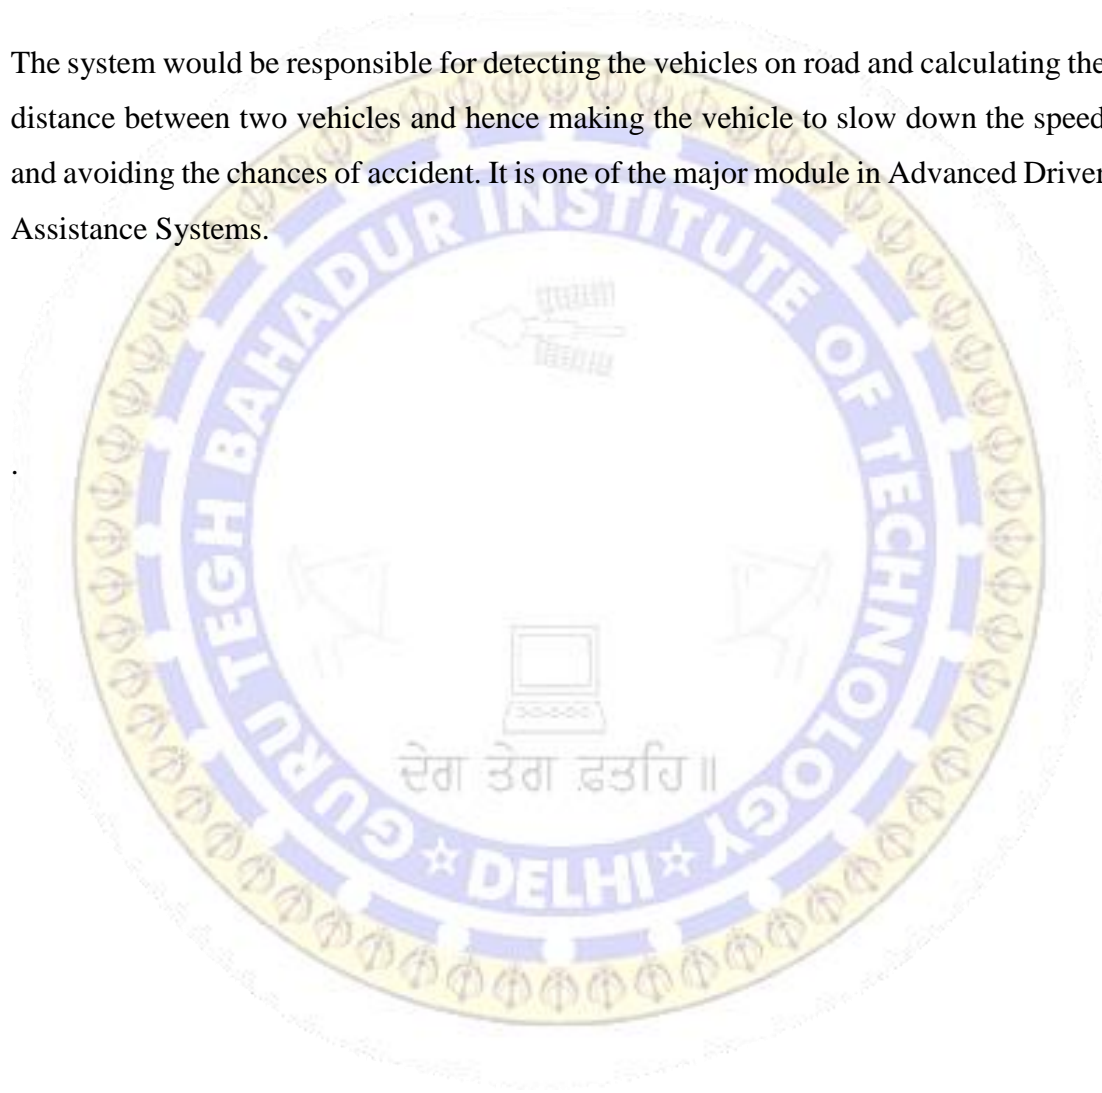 The system would be responsible for detecting the vehicles on road and calculating the
distance between two vehicles and hence making the vehicle to slow down the speed
and avoiding the chances of accident. It is one of the major module in Advanced Driver
Assistance Systems.
GURU TEGH BAHADUR INSTITUTE OF TECHNOLOGY
.
ਦੇਗ ਤੇਗ ਫ਼ਤਹਿ ॥
☆ DELHI ☆